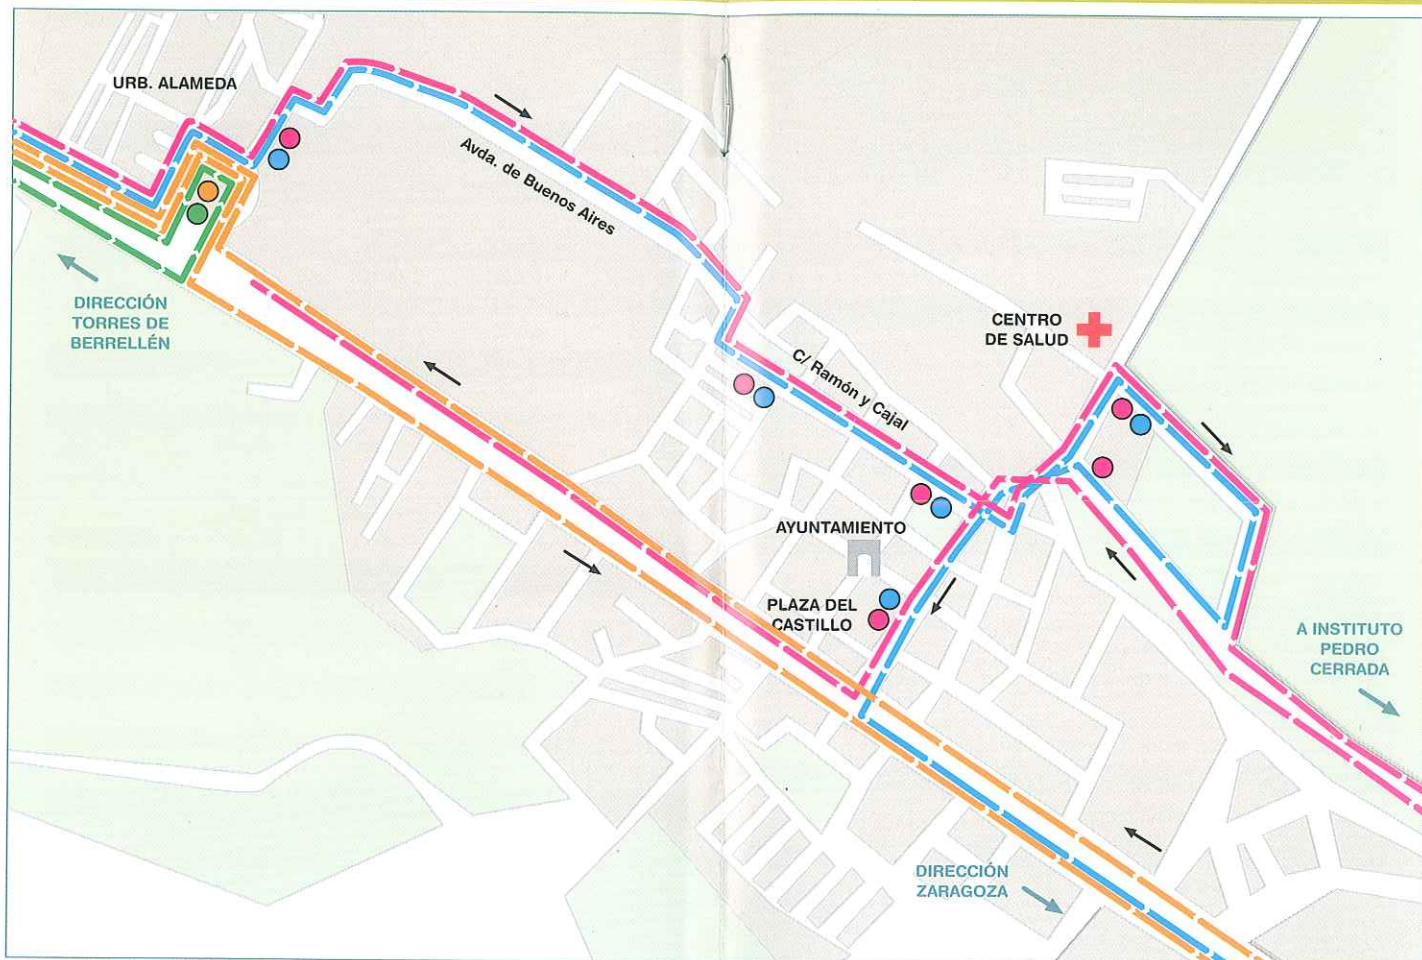 URB. ALAMEDA
Avda. de Buenos Aires
DIRECCIÓN
TORRES DE
BERRELLÉN
CENTRO
DE SALUD
C/ Ramón y Cajal
AYUNTAMIENTO
PLAZA DEL
CASTILLO
A INSTITUTO
PEDRO
CERRADA
DIRECCIÓN
ZARAGOZA